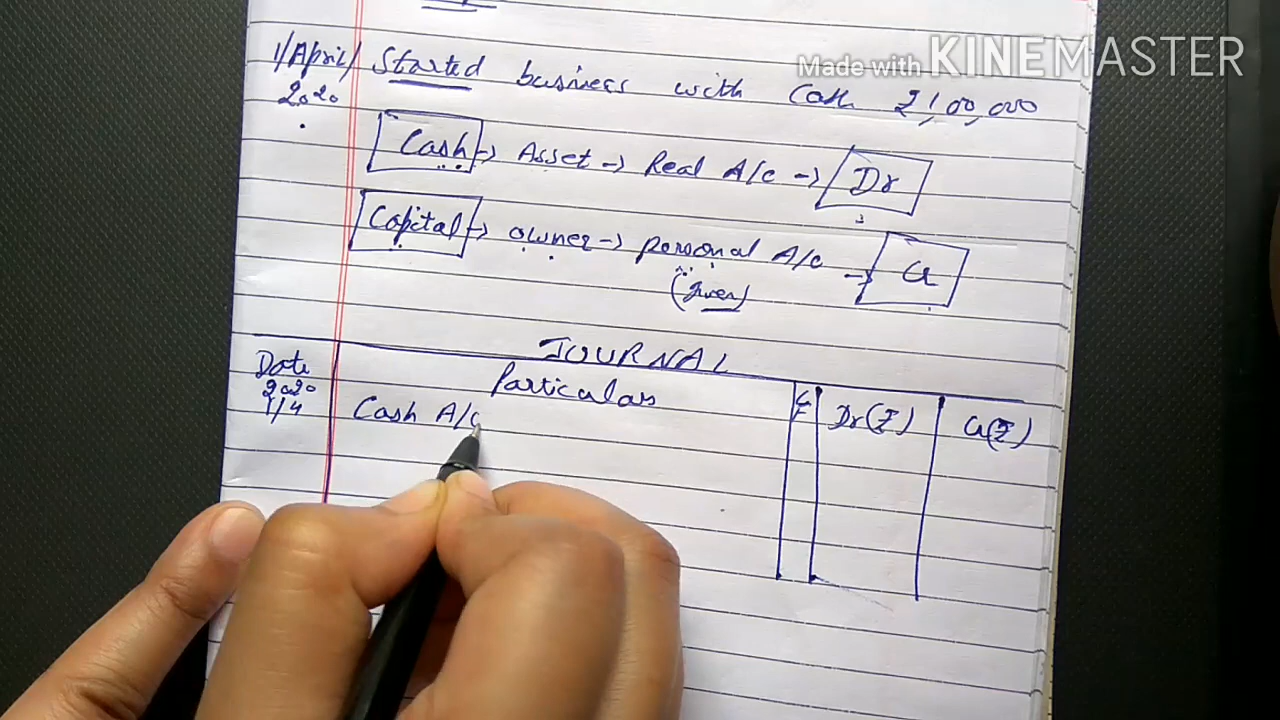 Made with KINEMASTER
1/April/ Started business with Cash ₹1,00,000
2020
Cash → Asset → Real A/c → Dr
Capital → owner → personal A/c → Cr
(Giver)
JOURNAL
Date Particulars LF Dr(₹) Cr(₹)
2020
1/4 Cash A/c